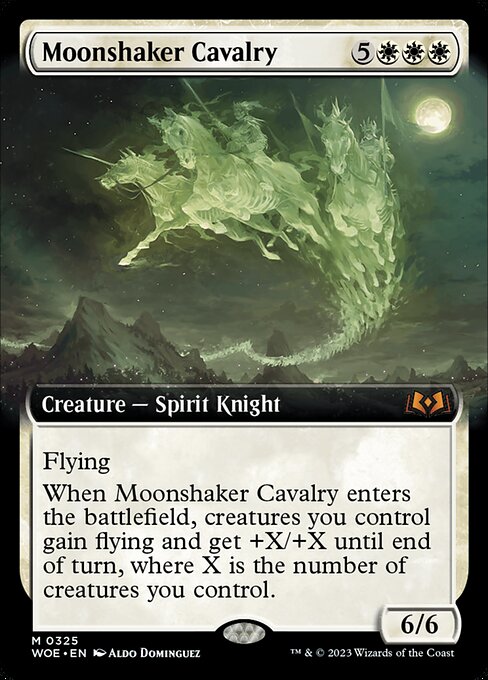 Moonshaker Cavalry 5
Creature — Spirit Knight
Flying
When Moonshaker Cavalry enters
the battlefield, creatures you control
gain flying and get +X/+X until end
of turn, where X is the number of
creatures you control.
6/6
M 0325
WOE • EN Aldo Dominguez
™ & © 2023 Wizards of the Coast